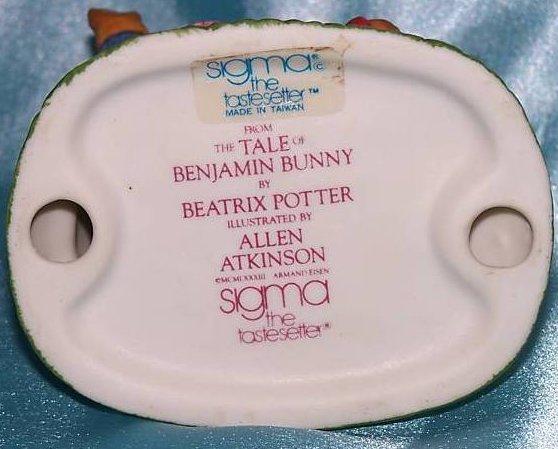 sigma®©
the
tastesetter™
MADE IN TAIWAN
FROM
THE TALE OF
BENJAMIN BUNNY
BY
BEATRIX POTTER
ILLUSTRATED BY
ALLEN
ATKINSON
©MCMLXXXIII ARMAND EISEN
sigma
the
tastesetter®